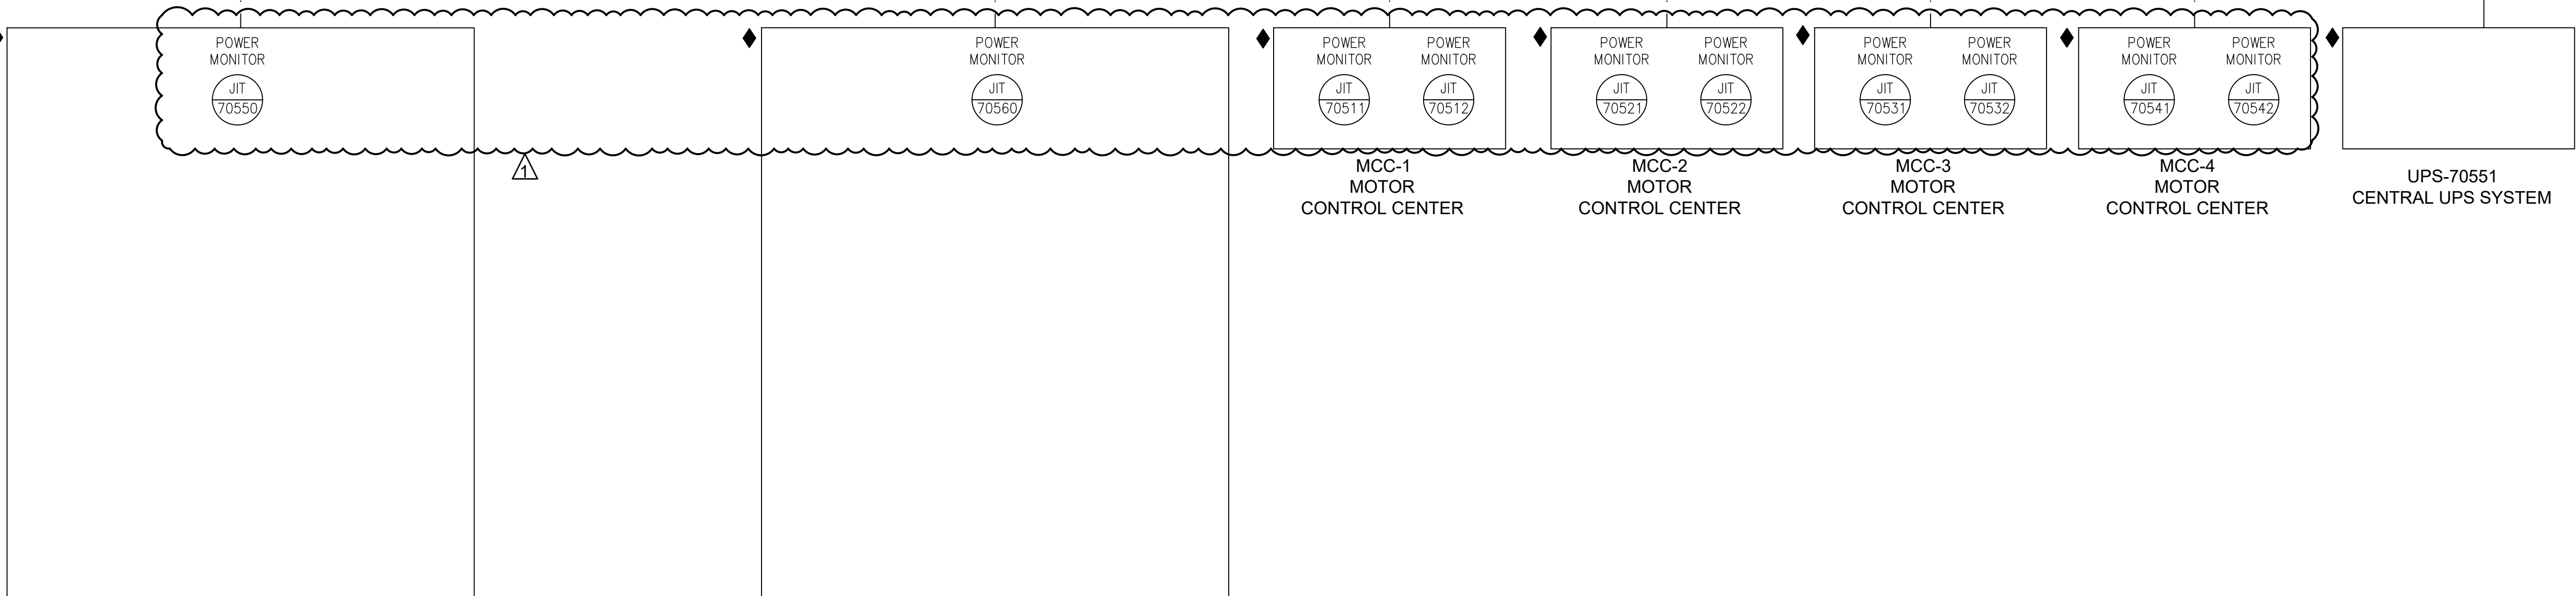 POWER
MONITOR
JIT
70550
POWER
MONITOR
JIT
70560
POWER
MONITOR
JIT
70511
POWER
MONITOR
JIT
70512
POWER
MONITOR
JIT
70521
POWER
MONITOR
JIT
70522
POWER
MONITOR
JIT
70531
POWER
MONITOR
JIT
70532
POWER
MONITOR
JIT
70541
POWER
MONITOR
JIT
70542
1
MCC-1
MOTOR
CONTROL CENTER
MCC-2
MOTOR
CONTROL CENTER
MCC-3
MOTOR
CONTROL CENTER
MCC-4
MOTOR
CONTROL CENTER
UPS-70551
CENTRAL UPS SYSTEM